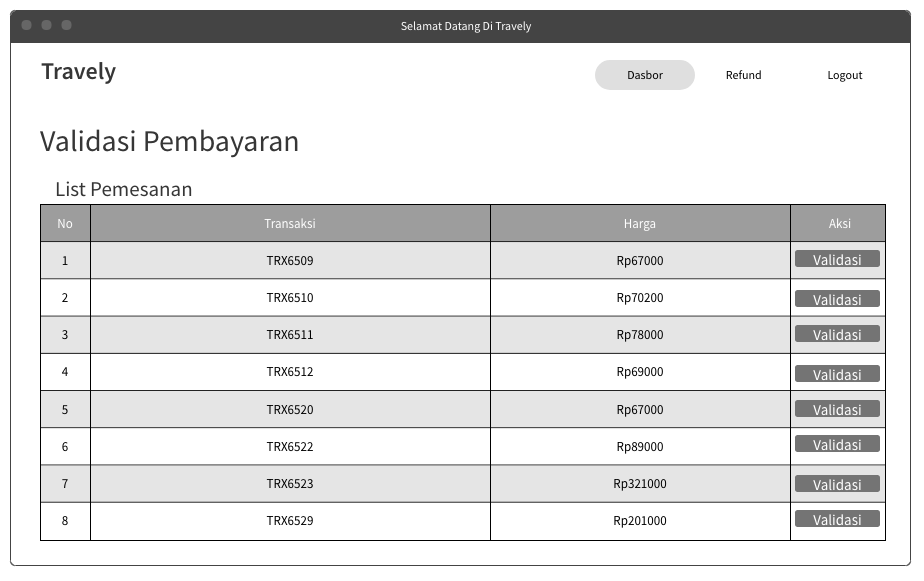 Selamat Datang Di Travely
Travely
Dasbor Refund Logout
Validasi Pembayaran
List Pemesanan
No Transaksi Harga Aksi
1 TRX6509 Rp67000 Validasi
2 TRX6510 Rp70200 Validasi
3 TRX6511 Rp78000 Validasi
4 TRX6512 Rp69000 Validasi
5 TRX6520 Rp67000 Validasi
6 TRX6522 Rp89000 Validasi
7 TRX6523 Rp321000 Validasi
8 TRX6529 Rp201000 Validasi